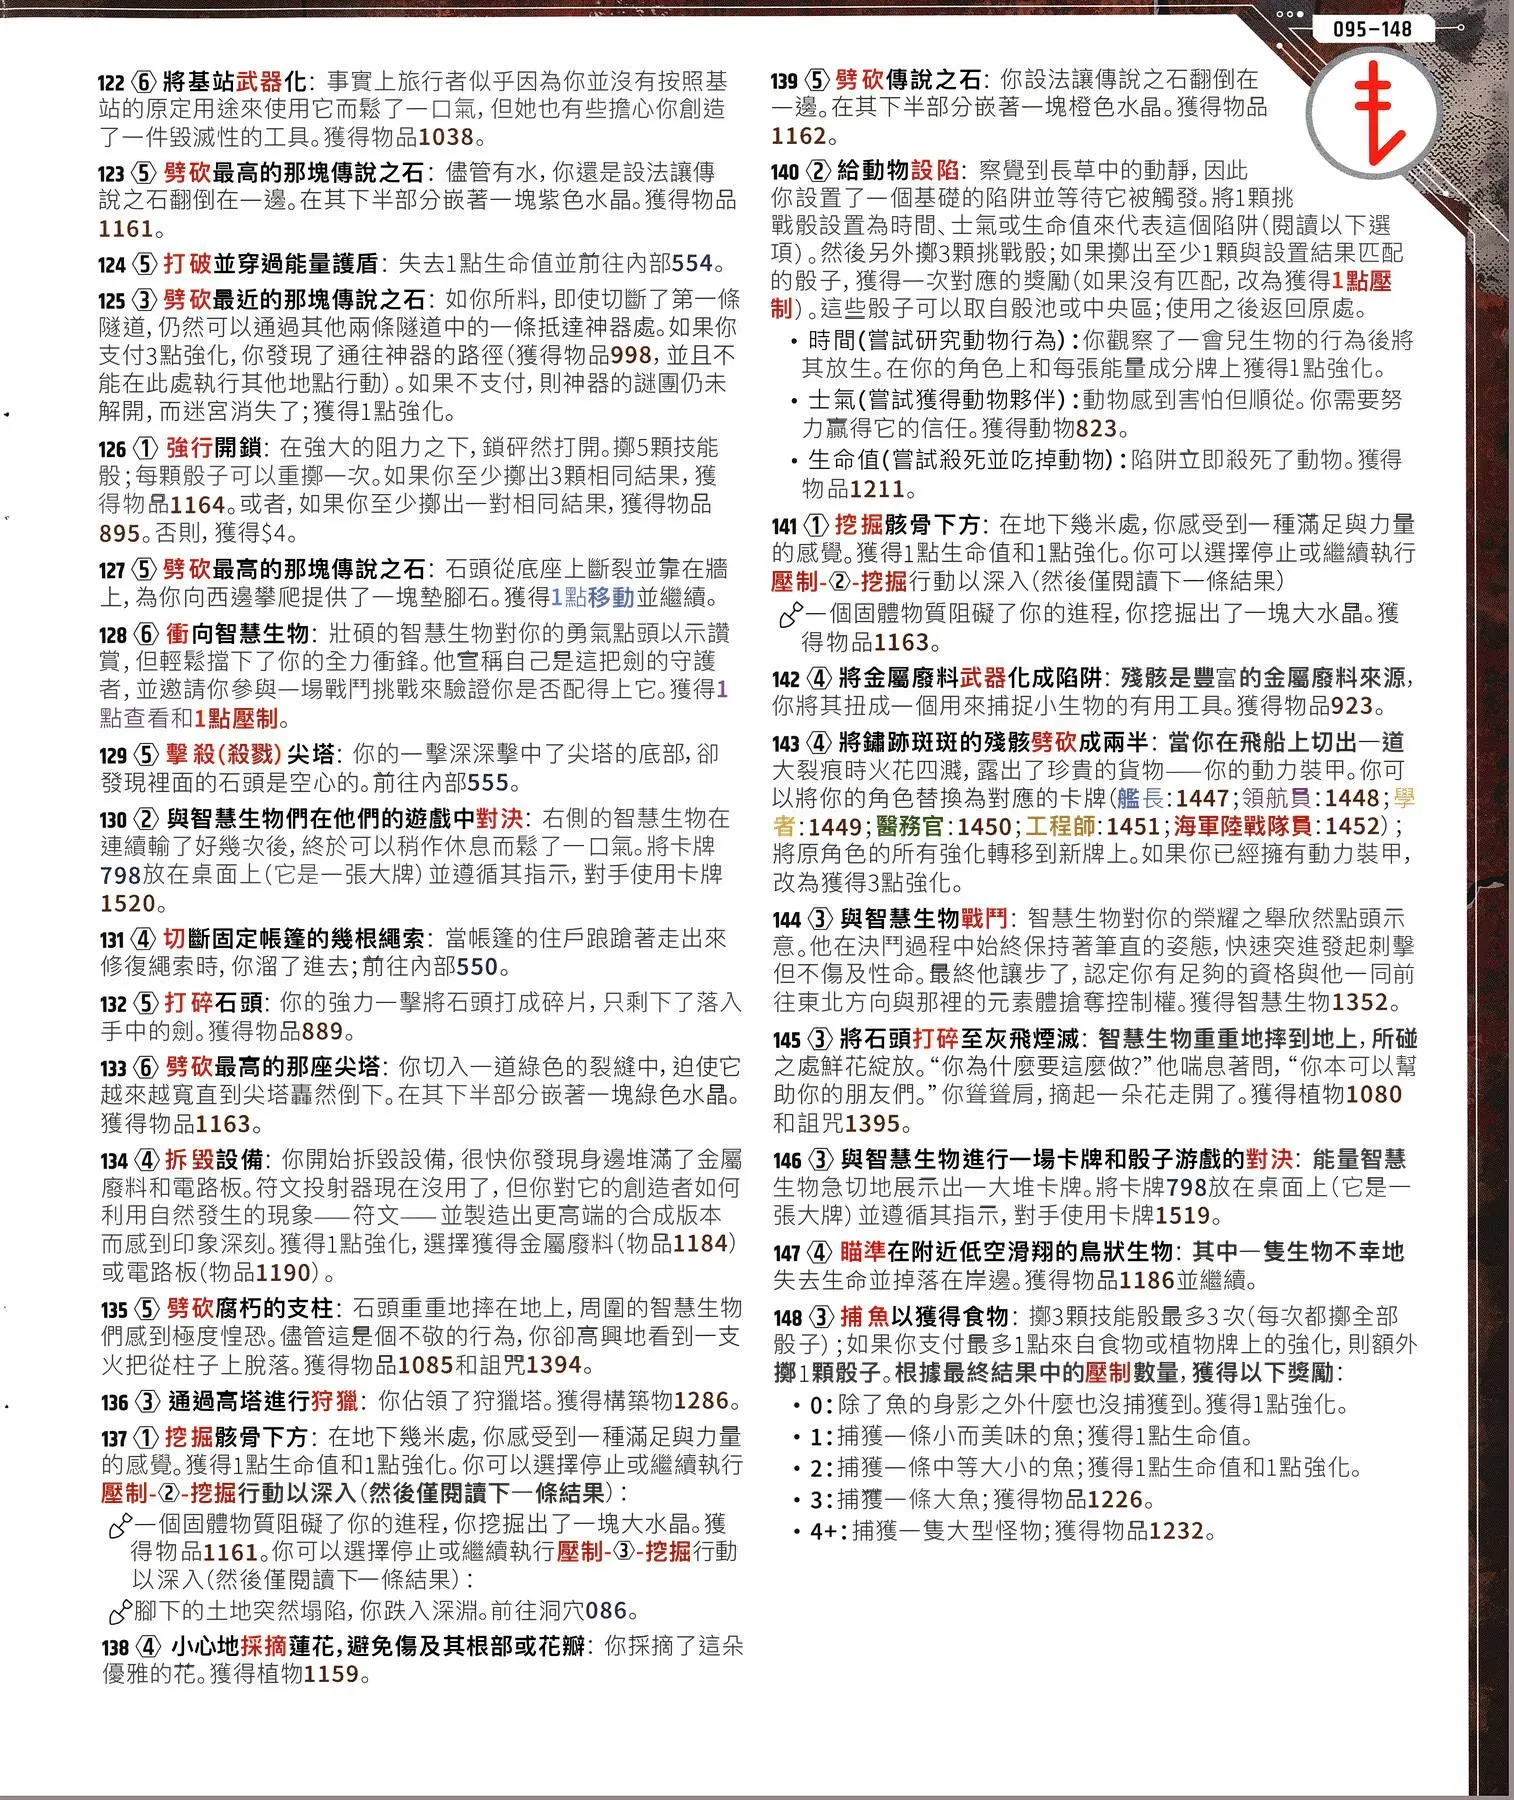 095-148
122 ⑥ 將基站武器化：事實上旅行者似乎因為你並沒有按照基
站的原定用途來使用它而鬆了一口氣，但她也有些擔心你創造
了一件毀滅性的工具。獲得物品1038。
123 ⑤ 劈砍最高的那塊傳說之石：儘管有水，你還是設法讓傳
說之石翻倒在一邊。在其下半部分嵌著一塊紫色水晶。獲得物品
1161。
124 ⑤ 打破並穿過能量護盾：失去1點生命值並前往內部554。
125 ③ 劈砍最近的那塊傳說之石：如你所料，即使切斷了第一條
隧道，仍然可以通過其他兩條隧道中的一條抵達神器處。如果你
支付3點強化，你發現了通往神器的路徑（獲得物品998，並且不
能在此處執行其他地點行動）。如果不支付，則神器的謎團仍未
解開，而迷宮消失了；獲得1點強化。
126 ① 強行開鎖：在強大的阻力之下，鎖砰然打開。擲5顆技能
骰；每顆骰子可以重擲一次。如果你至少擲出3顆相同結果，獲
得物品1164。或者，如果你至少擲出一對相同結果，獲得物品
895。否則，獲得$4。
127 ⑤ 劈砍最高的那塊傳說之石：石頭從底座上斷裂並靠在牆
上，為你向西邊攀爬提供了一塊墊腳石。獲得1點移動並繼續。
128 ⑥ 衝向智慧生物：壯碩的智慧生物對你的勇氣點頭以示讚
賞，但輕鬆擋下了你的全力衝鋒。他宣稱自己是這把劍的守護
者，並邀請你參與一場戰鬥挑戰來驗證你是否配得上它。獲得1
點查看和1點壓制。
129 ⑤ 擊殺(殺戮)尖塔：你的一擊深深擊中了尖塔的底部，卻
發現裡面的石頭是空心的。前往內部555。
130 ② 與智慧生物們在他們的遊戲中對決：右側的智慧生物在
連續輸了好幾次後，終於可以稍作休息而鬆了一口氣。將卡牌
798放在桌面上（它是一張大牌）並遵循其指示，對手使用卡牌
1520。
131 ④ 切斷固定帳篷的幾根繩索：當帳篷的住戶踉蹌著走出來
修復繩索時，你溜了進去；前往內部550。
132 ⑤ 打碎石頭：你的強力一擊將石頭打成碎片，只剩下了落入
手中的劍。獲得物品889。
133 ⑥ 劈砍最高的那座尖塔：你切入一道綠色的裂縫中，迫使它
越來越寬直到尖塔轟然倒下。在其下半部分嵌著一塊綠色水晶。
獲得物品1163。
134 ④ 拆毀設備：你開始拆毀設備，很快你發現身邊堆滿了金屬
廢料和電路板。符文投射器現在沒用了，但你對它的創造者如何
利用自然發生的現象——符文——並製造出更高端的合成版本
而感到印象深刻。獲得1點強化，選擇獲得金屬廢料（物品1184）
或電路板（物品1190）。
135 ⑤ 劈砍腐朽的支柱：石頭重重地摔在地上，周圍的智慧生物
們感到極度惶恐。儘管這是個不敬的行為，你卻高興地看到一支
火把從柱子上脫落。獲得物品1085和詛咒1394。
136 ③ 通過高塔進行狩獵：你佔領了狩獵塔。獲得構築物1286。
137 ① 挖掘骸骨下方：在地下幾米處，你感受到一種滿足與力量
的感覺。獲得1點生命值和1點強化。你可以選擇停止或繼續執行
壓制-②-挖掘行動以深入（然後僅閱讀下一條結果）：
一個固體物質阻礙了你的進程，你挖掘出了一塊大水晶。獲
得物品1161。你可以選擇停止或繼續執行壓制-③-挖掘行動
以深入（然後僅閱讀下一條結果）：
腳下的土地突然塌陷，你跌入深淵。前往洞穴086。
138 ④ 小心地採摘蓮花，避免傷及其根部或花瓣：你採摘了這朵
優雅的花。獲得植物1159。
139 ⑤ 劈砍傳說之石：你設法讓傳說之石翻倒在
一邊。在其下半部分嵌著一塊橙色水晶。獲得物品
1162。
140 ② 給動物設陷：察覺到長草中的動靜，因此
你設置了一個基礎的陷阱並等待它被觸發。將1顆挑
戰骰設置為時間、士氣或生命值來代表這個陷阱（閱讀以下選
項）。然後另外擲3顆挑戰骰；如果擲出至少1顆與設置結果匹配
的骰子，獲得一次對應的獎勵（如果沒有匹配，改為獲得1點壓
制）。這些骰子可以取自骰池或中央區；使用之後返回原處。
• 時間(嘗試研究動物行為)：你觀察了一會兒生物的行為後將
其放生。在你的角色上和每張能量成分牌上獲得1點強化。
• 士氣(嘗試獲得動物夥伴)：動物感到害怕但順從。你需要努
力贏得它的信任。獲得動物823。
• 生命值(嘗試殺死並吃掉動物)：陷阱立即殺死了動物。獲得
物品1211。
141 ① 挖掘骸骨下方：在地下幾米處，你感受到一種滿足與力量
的感覺。獲得1點生命值和1點強化。你可以選擇停止或繼續執行
壓制-②-挖掘行動以深入（然後僅閱讀下一條結果）
一個固體物質阻礙了你的進程，你挖掘出了一塊大水晶。獲
得物品1163。
142 ④ 將金屬廢料武器化成陷阱：殘骸是豐富的金屬廢料來源，
你將其扭成一個用來捕捉小生物的有用工具。獲得物品923。
143 ④ 將鏽跡斑斑的殘骸劈砍成兩半：當你在飛船上切出一道
大裂痕時火花四濺，露出了珍貴的貨物——你的動力裝甲。你可
以將你的角色替換為對應的卡牌（艦長：1447；領航員：1448；學
者：1449；醫務官：1450；工程師：1451；海軍陸戰隊員：1452）；
將原角色的所有強化轉移到新牌上。如果你已經擁有動力裝甲，
改為獲得3點強化。
144 ③ 與智慧生物戰鬥：智慧生物對你的榮耀之舉欣然點頭示
意。他在決鬥過程中始終保持著筆直的姿態，快速突進發起刺擊
但不傷及性命。最終他讓步了，認定你有足夠的資格與他一同前
往東北方向與那裡的元素體搶奪控制權。獲得智慧生物1352。
145 ③ 將石頭打碎至灰飛煙滅：智慧生物重重地摔到地上，所碰
之處鮮花綻放。“你為什麼要這麼做?”他喘息著問，“你本可以幫
助你的朋友們。”你聳聳肩，摘起一朵花走開了。獲得植物1080
和詛咒1395。
146 ③ 與智慧生物進行一場卡牌和骰子游戲的對決：能量智慧
生物急切地展示出一大堆卡牌。將卡牌798放在桌面上（它是一
張大牌）並遵循其指示，對手使用卡牌1519。
147 ④ 瞄準在附近低空滑翔的鳥狀生物：其中一隻生物不幸地
失去生命並掉落在岸邊。獲得物品1186並繼續。
148 ③ 捕魚以獲得食物：擲3顆技能骰最多3次（每次都擲全部
骰子）；如果你支付最多1點來自食物或植物牌上的強化，則額外
擲1顆骰子。根據最終結果中的壓制數量，獲得以下獎勵：
• 0：除了魚的身影之外什麼也沒捕獲到。獲得1點強化。
• 1：捕獲一條小而美味的魚；獲得1點生命值。
• 2：捕獲一條中等大小的魚；獲得1點生命值和1點強化。
• 3：捕獲一條大魚；獲得物品1226。
• 4+：捕獲一隻大型怪物；獲得物品1232。